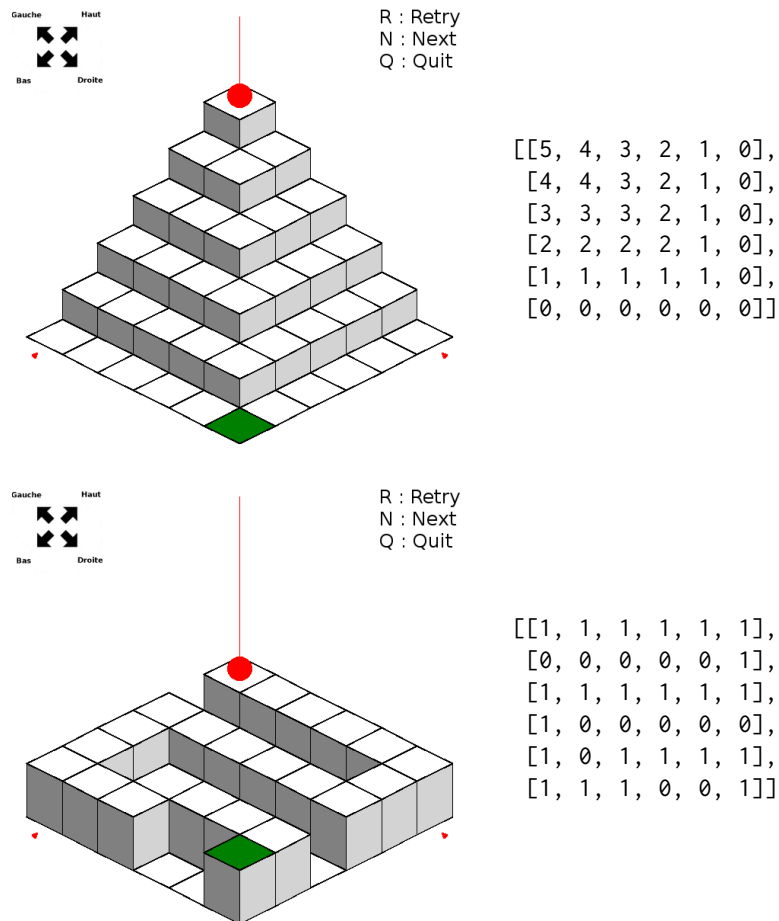 Gauche Haut
Bas Droite
R : Retry
N : Next
Q : Quit
[[5, 4, 3, 2, 1, 0],
[4, 4, 3, 2, 1, 0],
[3, 3, 3, 2, 1, 0],
[2, 2, 2, 2, 1, 0],
[1, 1, 1, 1, 1, 0],
[0, 0, 0, 0, 0, 0]]
Gauche Haut
Bas Droite
R : Retry
N : Next
Q : Quit
[[1, 1, 1, 1, 1, 1],
[0, 0, 0, 0, 0, 1],
[1, 1, 1, 1, 1, 1],
[1, 0, 0, 0, 0, 0],
[1, 0, 1, 1, 1, 1],
[1, 1, 1, 0, 0, 1]]